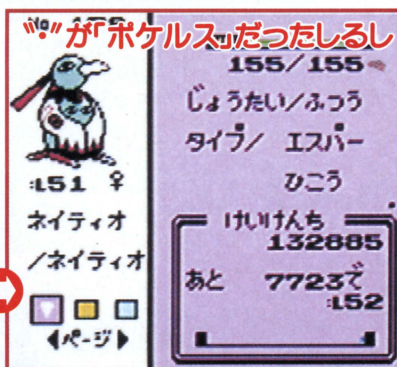 "・"が「ポケルス」だったしるし
155/155
じょうたい/ふつう
タイプ/ エスパー
ひこう
:L51 ♀
ネイティオ
/ネイティオ
けいけんち
132885
あと 7723で
:L52
◀ページ▶